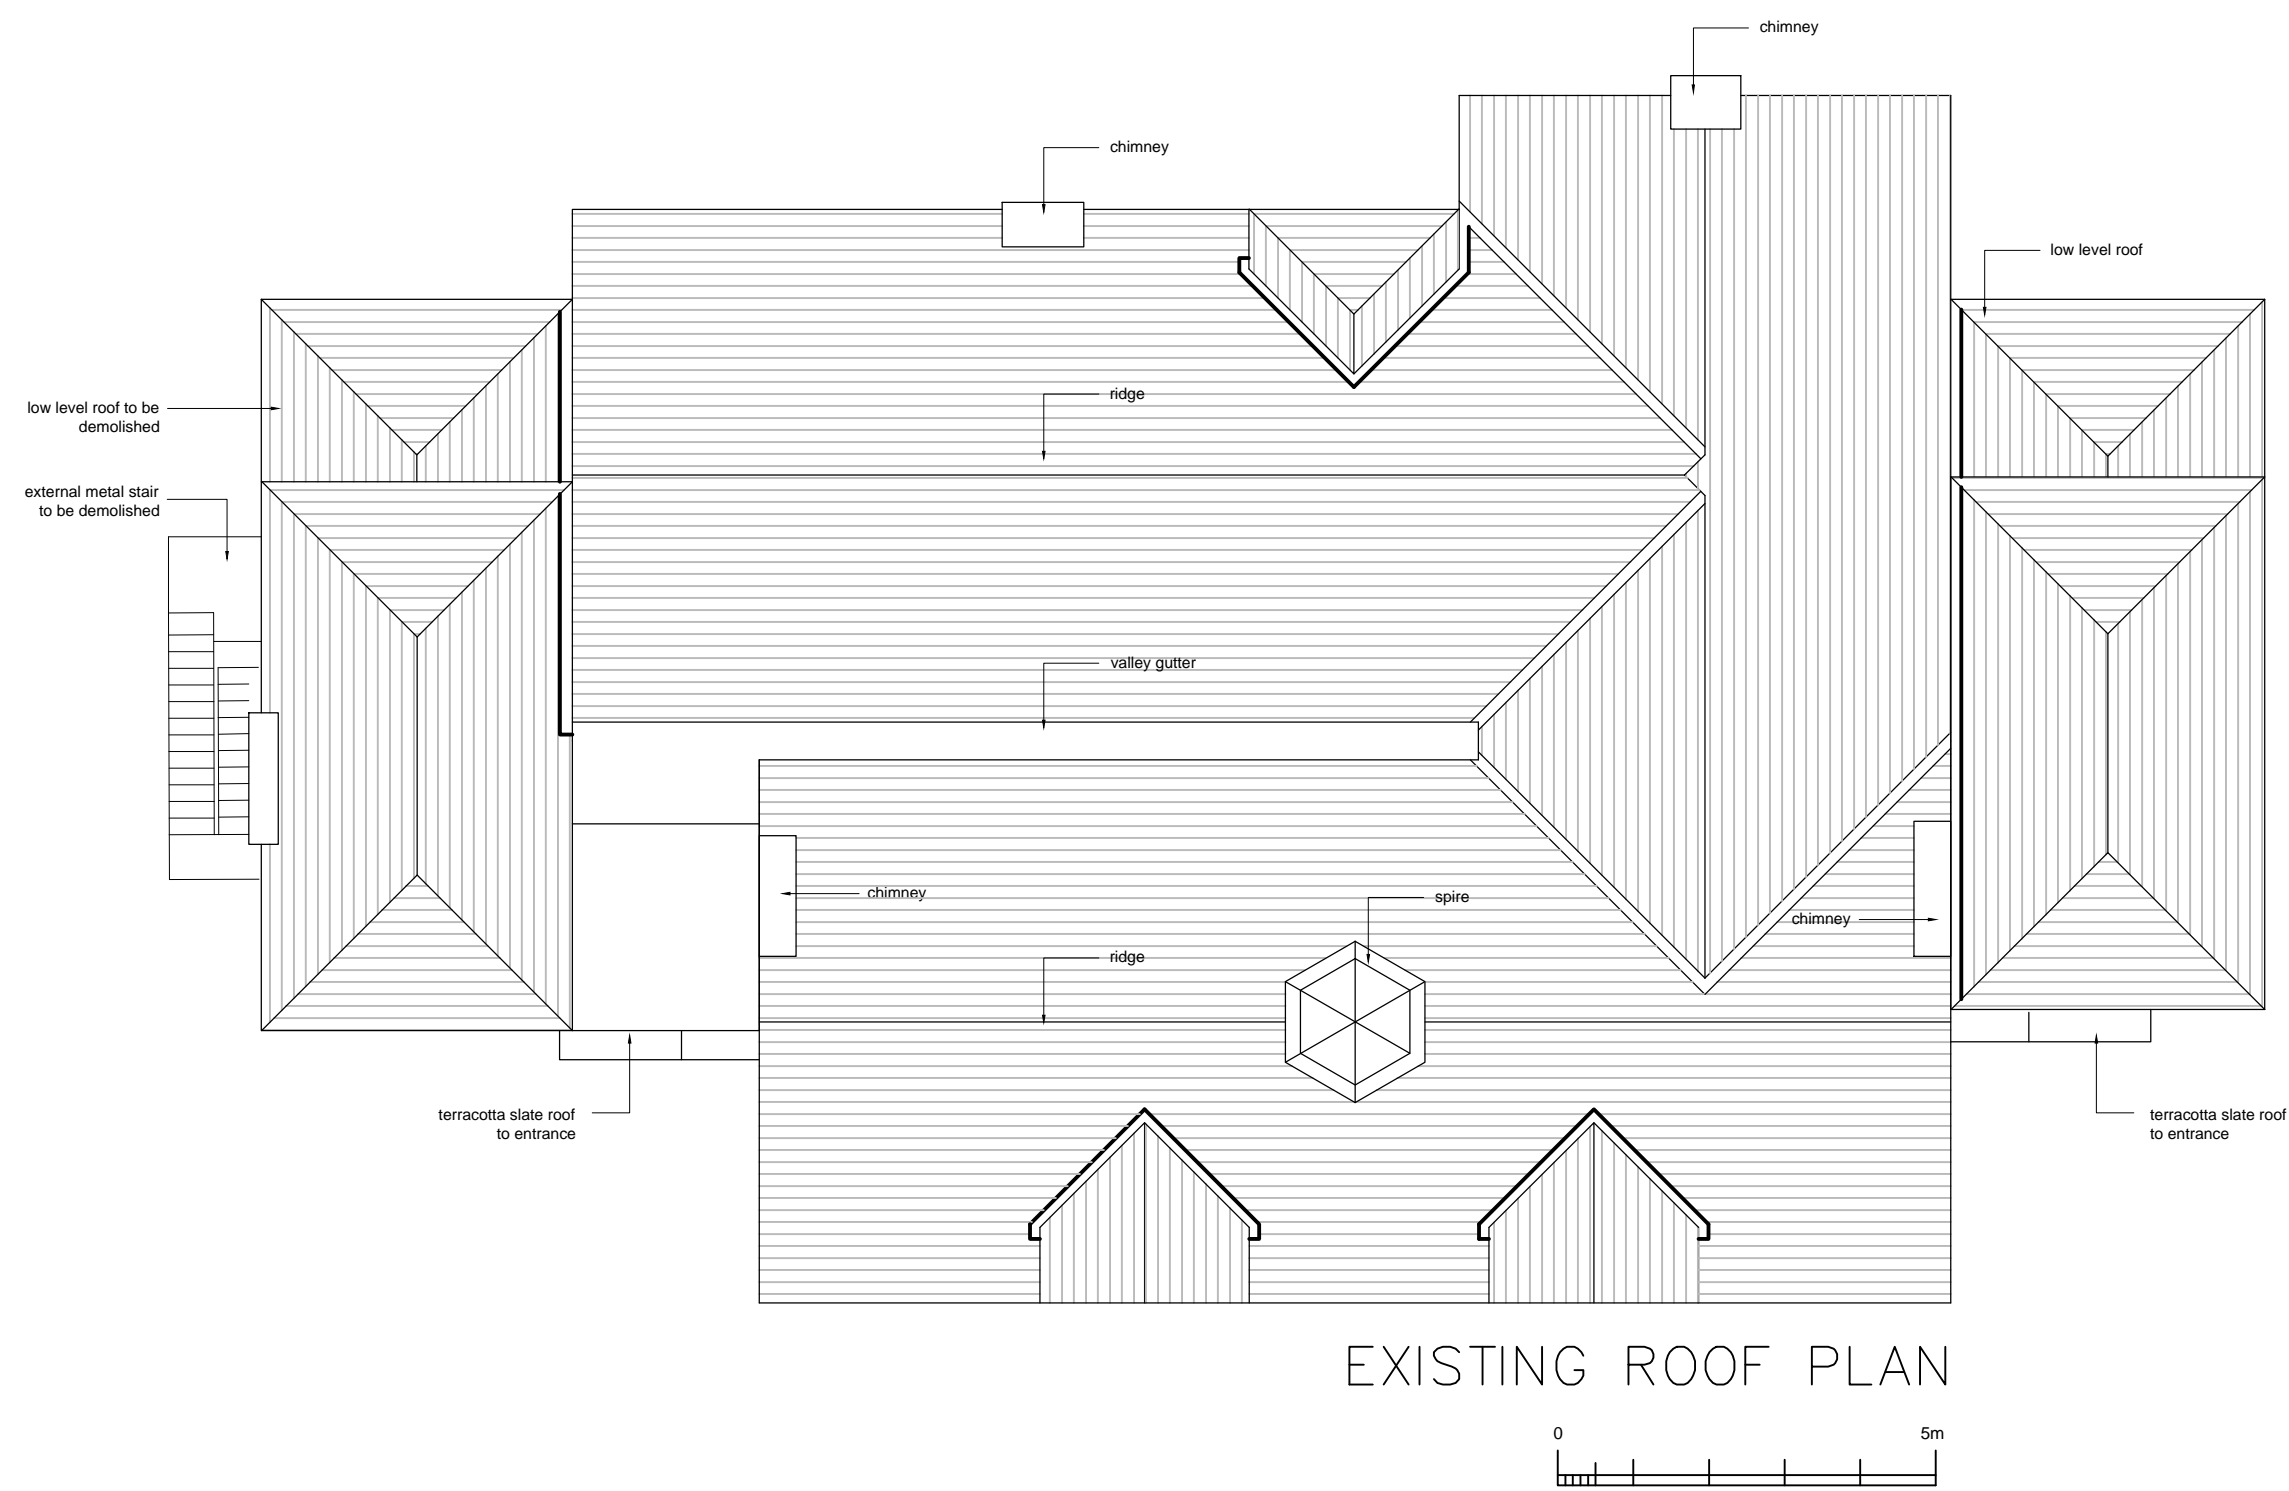 chimney
chimney
low level roof
ridge
low level roof to be
demolished
external metal stair
to be demolished
valley gutter
chimney
spire
chimney
ridge
terracotta slate roof
to entrance
terracotta slate roof
to entrance
EXISTING ROOF PLAN
0 5m